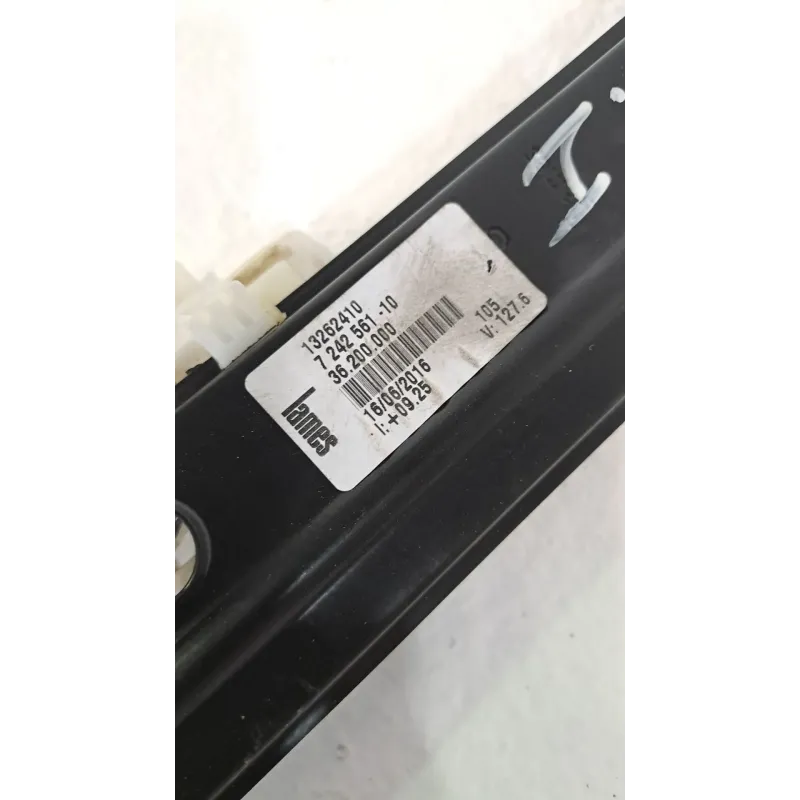 13262410
7 242 561 -10
36.200.000
16/06/2016
I: +09.25
lames
105
V: 127.6
I